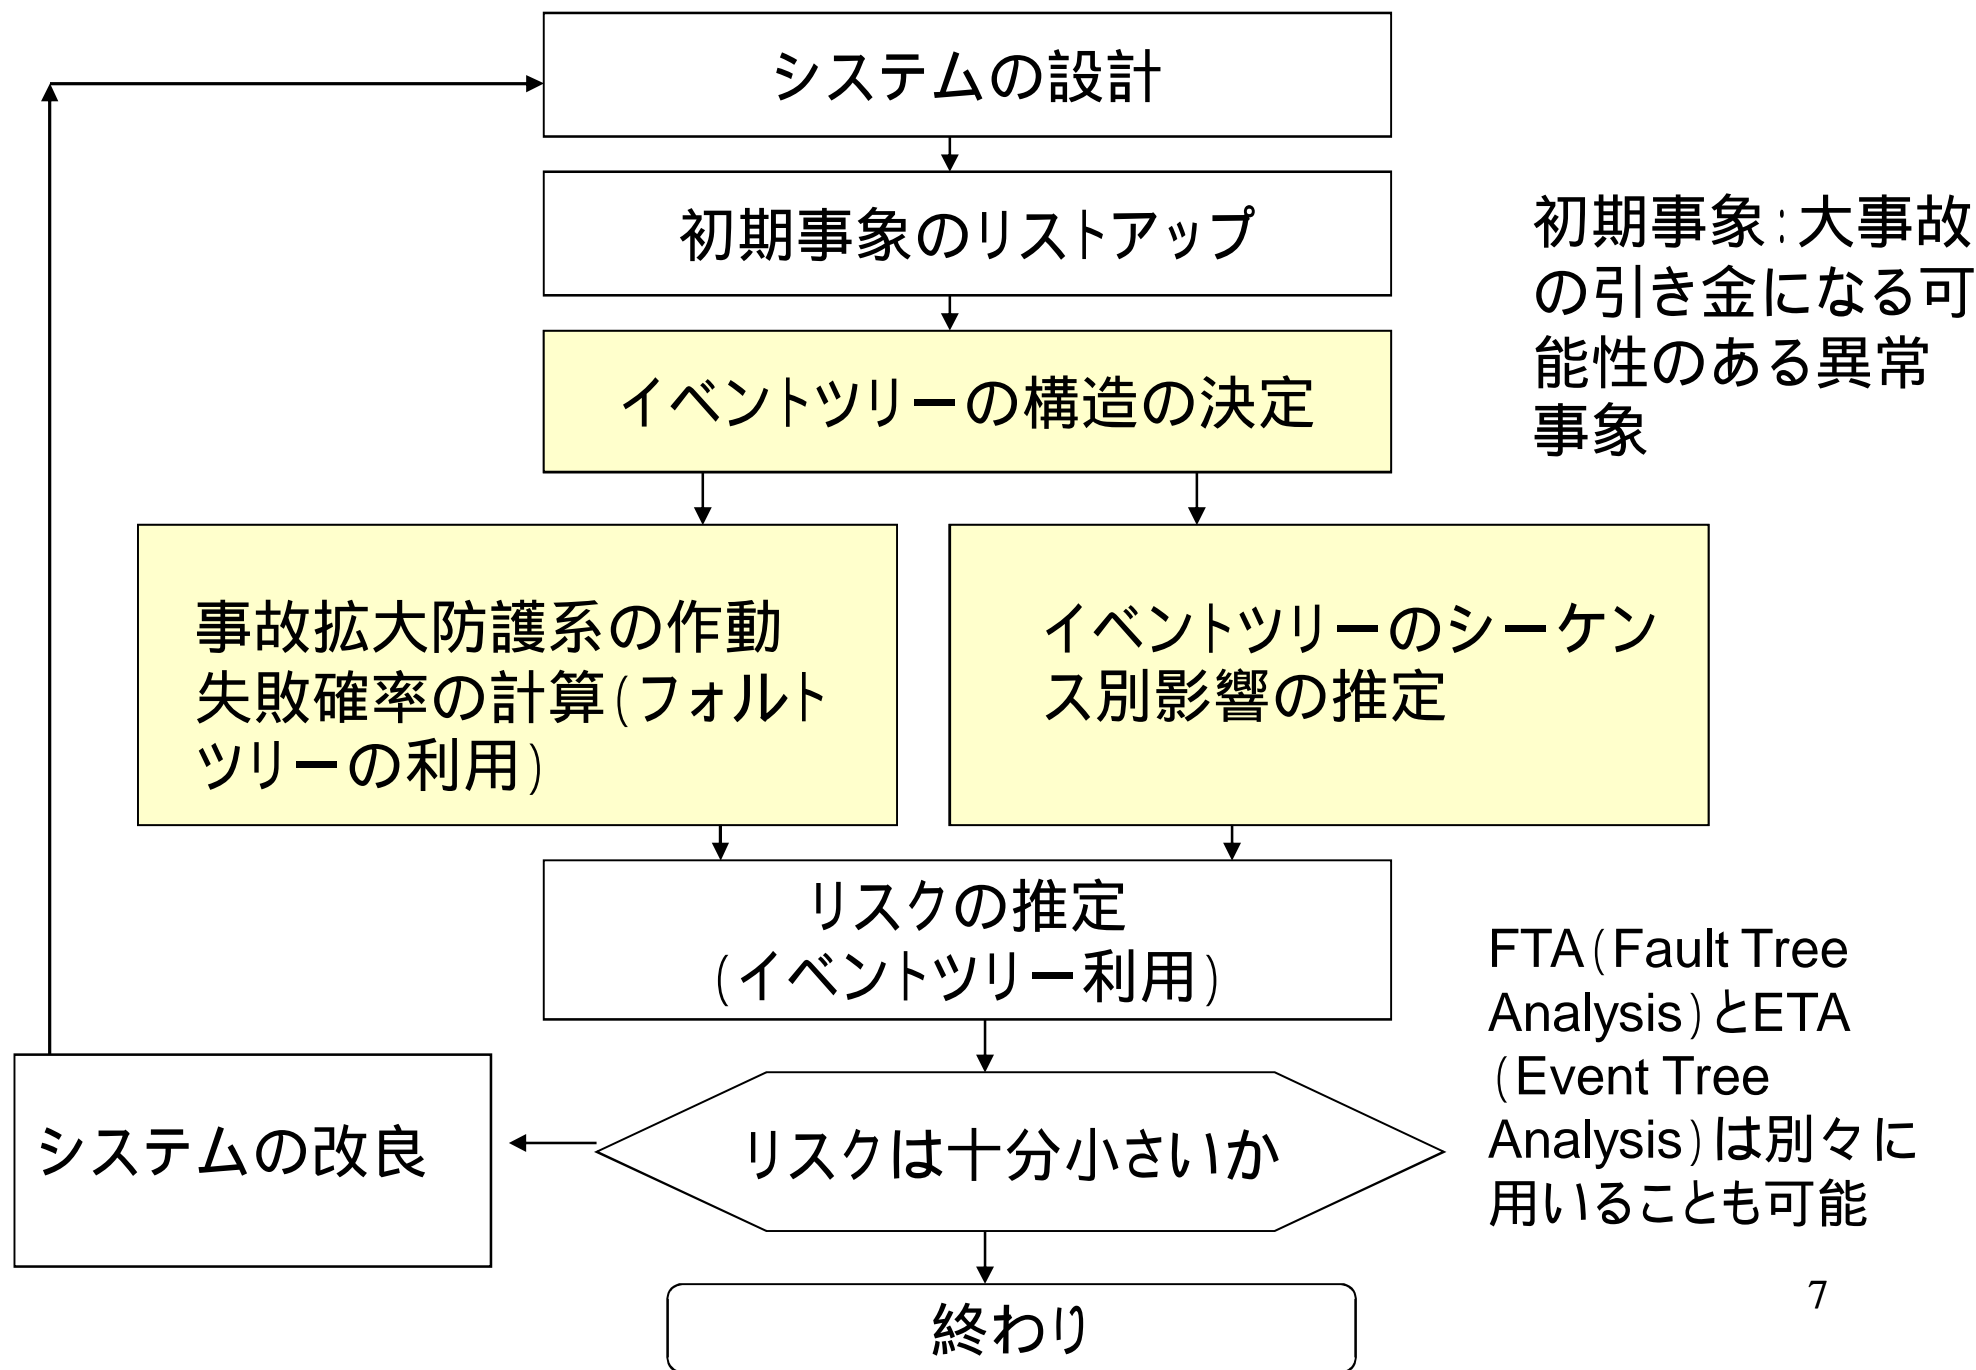 システムの設計
初期事象のリストアップ
初期事象：大事故
の引き金になる可
能性のある異常
事象
イベントツリーの構造の決定
事故拡大防護系の作動
失敗確率の計算（フォルト
ツリーの利用）
イベントツリーのシーケン
ス別影響の推定
リスクの推定
（イベントツリー利用）
FTA（Fault Tree
Analysis）とETA
（Event Tree
Analysis）は別々に
用いることも可能
システムの改良
リスクは十分小さいか
終わり
7